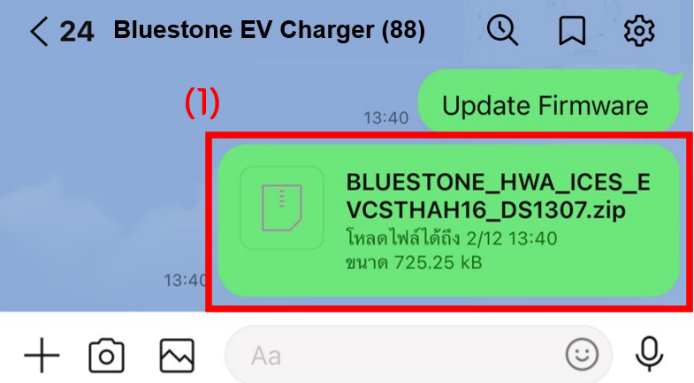 24 Bluestone EV Charger (88)
(1)
Update Firmware
13:40
BLUESTONE_HWA_ICES_E
VCSTHAH16_DS1307.zip
โหลดไฟล์ได้ถึง 2/12 13:40
ขนาด 725.25 kB
13:40
Aa